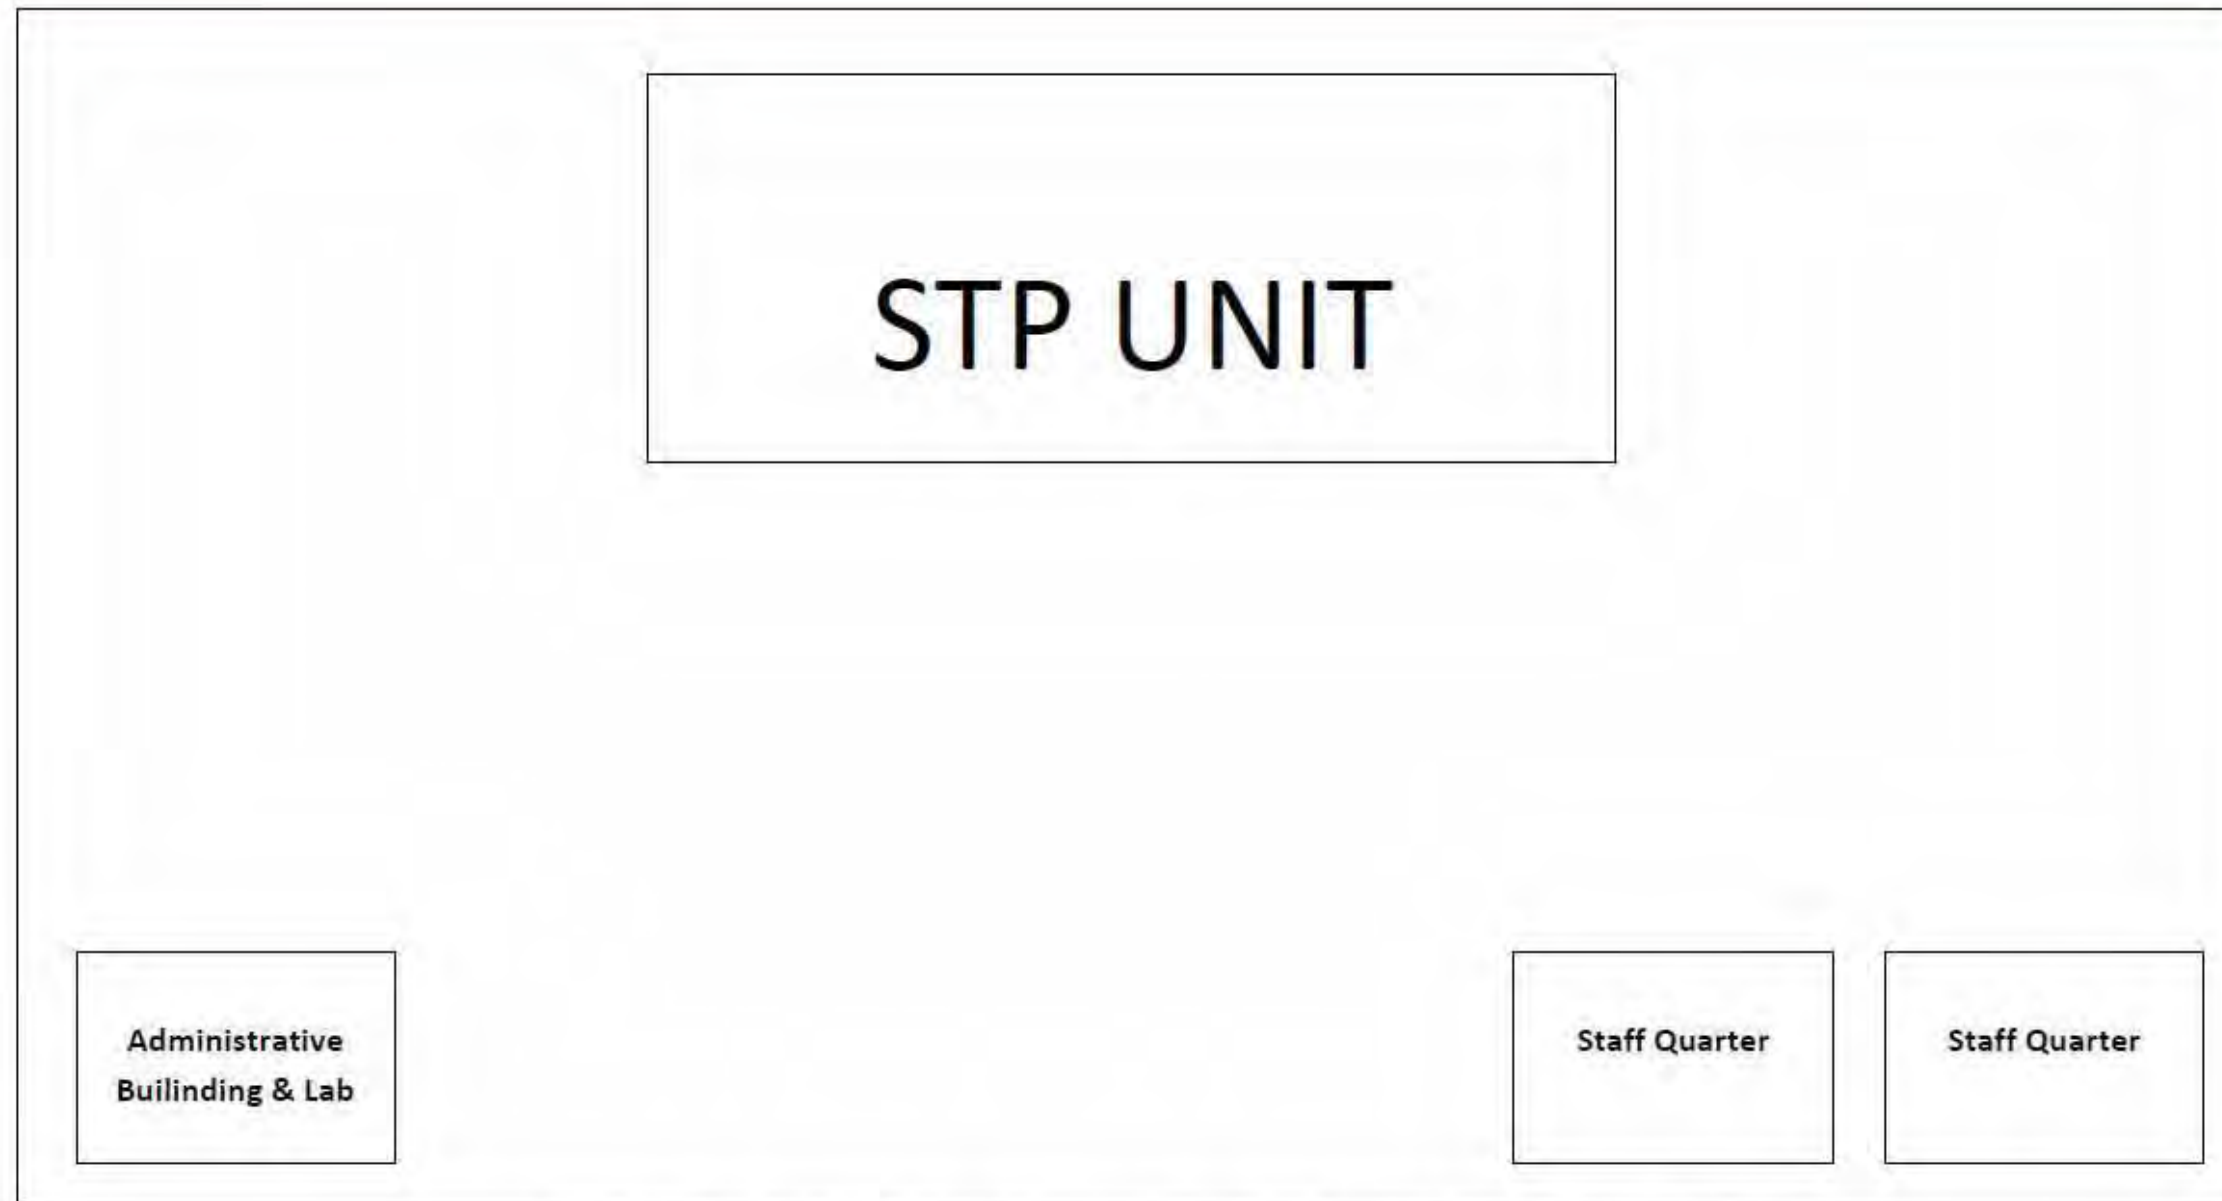 STP UNIT
Administrative
Builinding & Lab
Staff Quarter
Staff Quarter